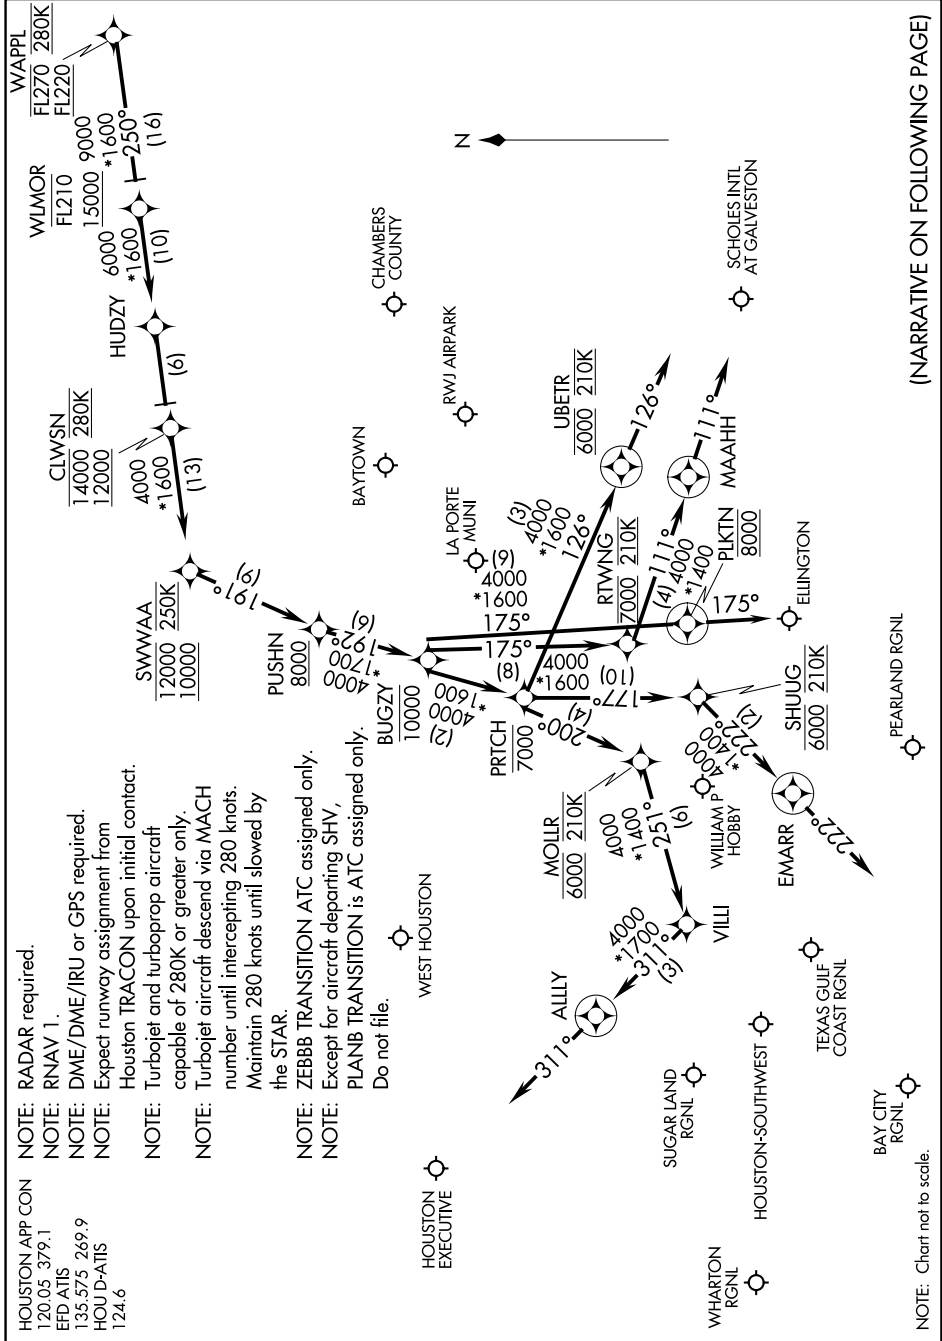 HOUSTON APP CON
120.05 379.1
EFD ATIS
135.575 269.9
HOU D-ATIS
124.6
NOTE: RADAR required.
NOTE: RNAV 1.
NOTE: DME/DME/IRU or GPS required.
NOTE: Expect runway assignment from
Houston TRACON upon initial contact.
NOTE: Turbojet and turboprop aircraft
capable of 280K or greater only.
NOTE: Turbojet aircraft descend via MACH
number until intercepting 280 knots.
Maintain 280 knots until slowed by
the STAR.
NOTE: ZEBBB TRANSITION ATC assigned only.
NOTE: Except for aircraft departing SHV,
PLANB TRANSITION is ATC assigned only.
Do not file.
WAPPL
FL270 280K
FL220
9000
*1600
250°
(16)
WLMOR
FL210
15000
6000
*1600
(10)
HUDZY
(6)
CLWSN
14000 280K
12000
4000
*1600
(13)
SWWAA
12000 250K
10000
191°
(9)
PUSHN
8000
192°
(6)
*1700
4000
BUGZY
10000
(2)
4000
*1600
PRTCH
7000
(8)
175°
175°
(9)
4000
*1600
4000
*1600
(10)
177°
200°
(4)
126°
(3)
4000
*1600
UBETR
6000 210K
126°
RTWNG
7000 210K
111°
(4) 4000
*1400
MAAHH
111°
PLKTN
8000
175°
SHUUG
6000 210K
222°
(2)
4000
*1400
EMARR
222°
MOLLR
6000 210K
4000
*1400
251°
(6)
VILLI
4000
*1700
311°
(3)
ALLLY
311°
N
CHAMBERS
COUNTY
RWJ AIRPARK
BAYTOWN
LA PORTE
MUNI
SCHOLES INTL
AT GALVESTON
ELLINGTON
PEARLAND RGNL
WILLIAM P
HOBBY
WEST HOUSTON
TEXAS GULF
COAST RGNL
SUGAR LAND
RGNL
HOUSTON-SOUTHWEST
BAY CITY
RGNL
HOUSTON
EXECUTIVE
WHARTON
RGNL
NOTE: Chart not to scale.
(NARRATIVE ON FOLLOWING PAGE)